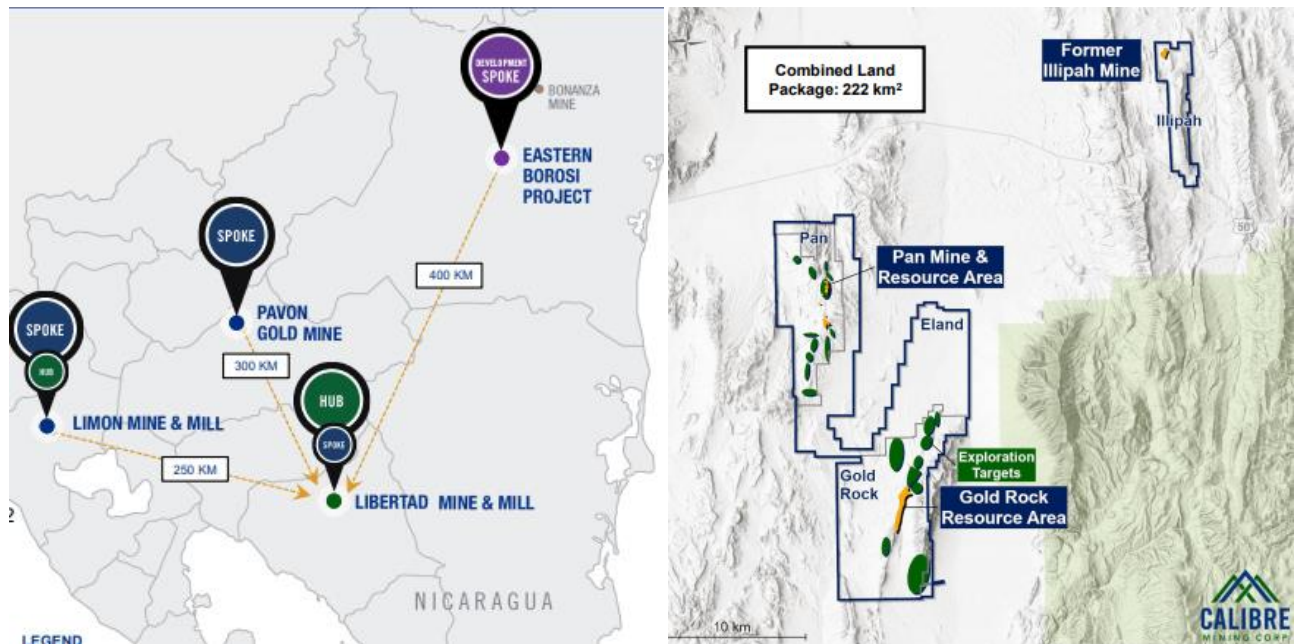 DEVELOPMENT
SPOKE
BONANZA
MINE
EASTERN
BOROSI
PROJECT
SPOKE
400 KM
PAVON
GOLD MINE
SPOKE
300 KM
HUB
HUB
LIMON MINE & MILL
SPOKE
250 KM
LIBERTAD MINE & MILL
NICARAGUA
LEGEND
Combined Land
Package: 222 km²
Former
Illipah Mine
Illipah
50
Pan
Pan Mine &
Resource Area
Eland
Exploration
Targets
Gold
Rock
Gold Rock
Resource Area
10 km
CALIBRE
MINING CORP